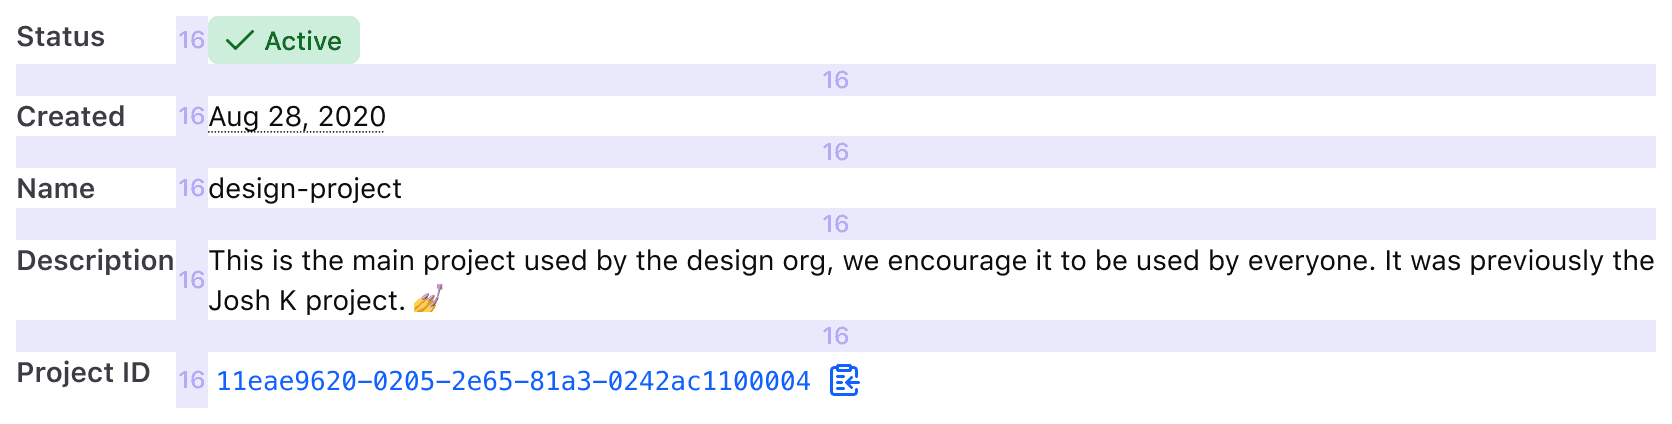 Status 16 Active
16
Created 16 Aug 28, 2020
16
Name 16 design-project
16
Description 16 This is the main project used by the design org, we encourage it to be used by everyone. It was previously the
Josh K project. 💅
16
Project ID 16 11eae9620-0205-2e65-81a3-0242ac1100004